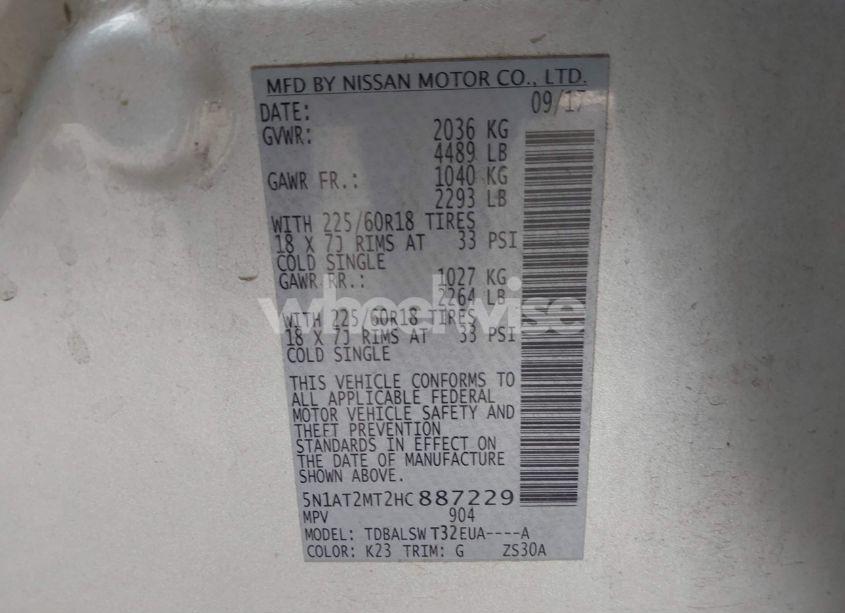 MFD BY NISSAN MOTOR CO., LTD.
DATE: 09/17
GVWR: 2036 KG
4489 LB
GAWR FR.: 1040 KG
2293 LB
WITH 225/60R18 TIRES
18 X 7J RIMS AT 33 PSI
COLD SINGLE
GAWR RR.: 1027 KG
2264 LB
wheelwise
WITH 225/60R18 TIRES
18 X 7J RIMS AT 33 PSI
COLD SINGLE
THIS VEHICLE CONFORMS TO
ALL APPLICABLE FEDERAL
MOTOR VEHICLE SAFETY AND
THEFT PREVENTION
STANDARDS IN EFFECT ON
THE DATE OF MANUFACTURE
SHOWN ABOVE.
5N1AT2MT2HC887229
MPV 904
MODEL: TDBALSW T32EUA----A
COLOR: K23 TRIM: G ZS30A